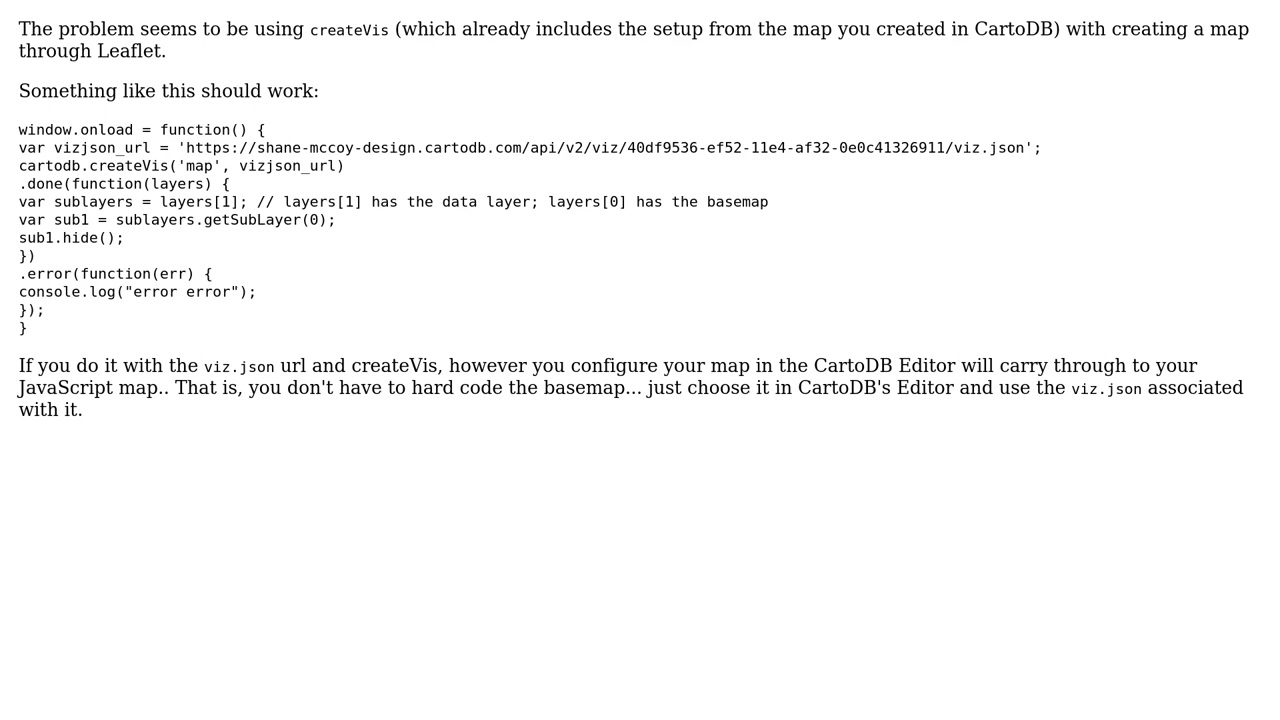 The problem seems to be using createVis (which already includes the setup from the map you created in CartoDB) with creating a map
through Leaflet.
Something like this should work:
window.onload = function() {
var vizjson_url = 'https://shane-mccoy-design.cartodb.com/api/v2/viz/40df9536-ef52-11e4-af32-0e0c41326911/viz.json';
cartodb.createVis('map', vizjson_url)
.done(function(layers) {
var sublayers = layers[1]; // layers[1] has the data layer; layers[0] has the basemap
var sub1 = sublayers.getSubLayer(0);
sub1.hide();
})
.error(function(err) {
console.log("error error");
});
}
If you do it with the viz.json url and createVis, however you configure your map in the CartoDB Editor will carry through to your
JavaScript map.. That is, you don't have to hard code the basemap... just choose it in CartoDB's Editor and use the viz.json associated
with it.